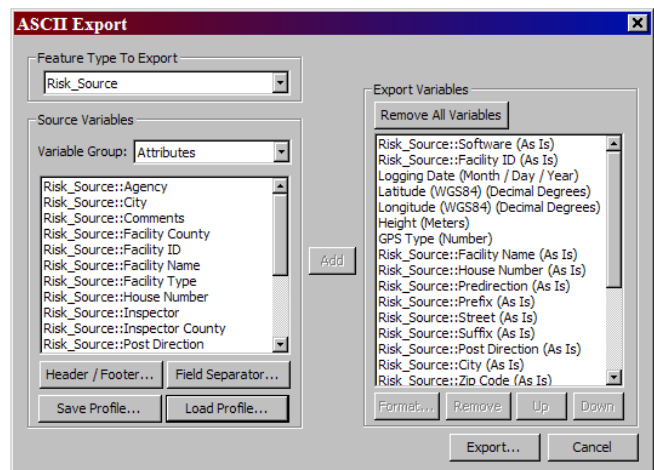 ASCII Export
Feature Type To Export
Risk_Source
Source Variables
Variable Group: Attributes
Risk_Source::Agency
Risk_Source::City
Risk_Source::Comments
Risk_Source::Facility County
Risk_Source::Facility ID
Risk_Source::Facility Name
Risk_Source::Facility Type
Risk_Source::House Number
Risk_Source::Inspector
Risk_Source::Inspector County
Risk_Source::Post Direction
Header / Footer...
Field Separator...
Save Profile...
Load Profile...
Add
Export Variables
Remove All Variables
Risk_Source::Software (As Is)
Risk_Source::Facility ID (As Is)
Logging Date (Month / Day / Year)
Latitude (WGS84) (Decimal Degrees)
Longitude (WGS84) (Decimal Degrees)
Height (Meters)
GPS Type (Number)
Risk_Source::Facility Name (As Is)
Risk_Source::House Number (As Is)
Risk_Source::Predirection (As Is)
Risk_Source::Prefix (As Is)
Risk_Source::Street (As Is)
Risk_Source::Suffix (As Is)
Risk_Source::Post Direction (As Is)
Risk_Source::City (As Is)
Risk_Source::Zip Code (As Is)
Format...
Remove
Up
Down
Export...
Cancel